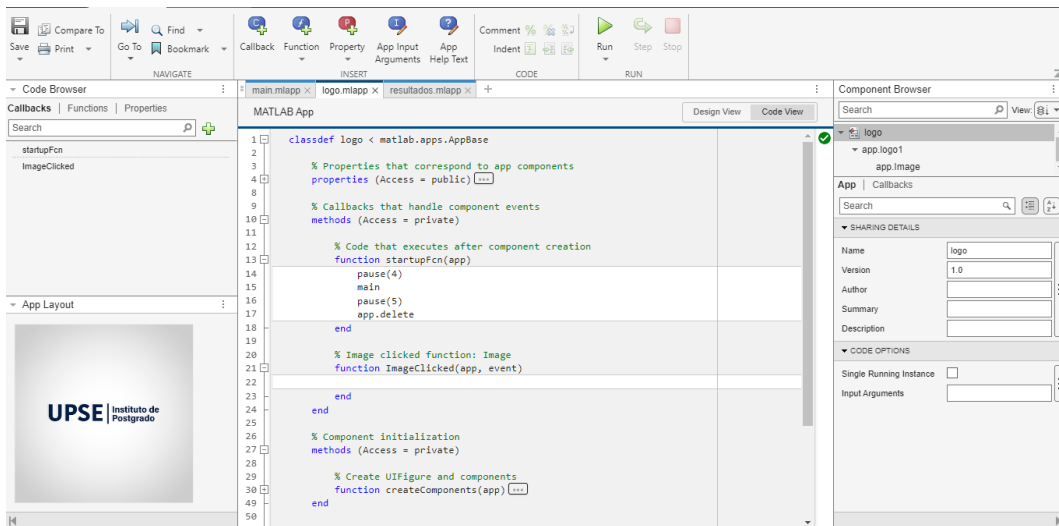 Save
Compare To
Print
Go To
Find
Bookmark
NAVIGATE
Callback
Function
Property
App Input
Arguments
App
Help Text
INSERT
Comment
Indent
CODE
Run
Step
Stop
RUN
Code Browser
Callbacks | Functions | Properties
Search
startupFcn
ImageClicked
App Layout
UPSE Instituto de
Postgrado
main.mlapp × logo.mlapp × resultados.mlapp × +
MATLAB App
Design View Code View
1 classdef logo < matlab.apps.AppBase
2
3 % Properties that correspond to app components
4 properties (Access = public) ...
8
9 % Callbacks that handle component events
10 methods (Access = private)
11
12 % Code that executes after component creation
13 function startupFcn(app)
14 pause(4)
15 main
16 pause(5)
17 app.delete
18 end
19
20 % Image clicked function: Image
21 function ImageClicked(app, event)
22
23 end
24 end
25
26 % Component initialization
27 methods (Access = private)
28
29 % Create UIFigure and components
30 function createComponents(app) ...
49 end
50
Component Browser
Search View:
logo
app.logo1
app.Image
App | Callbacks
Search
SHARING DETAILS
Name logo
Version 1.0
Author
Summary
Description
CODE OPTIONS
Single Running Instance
Input Arguments